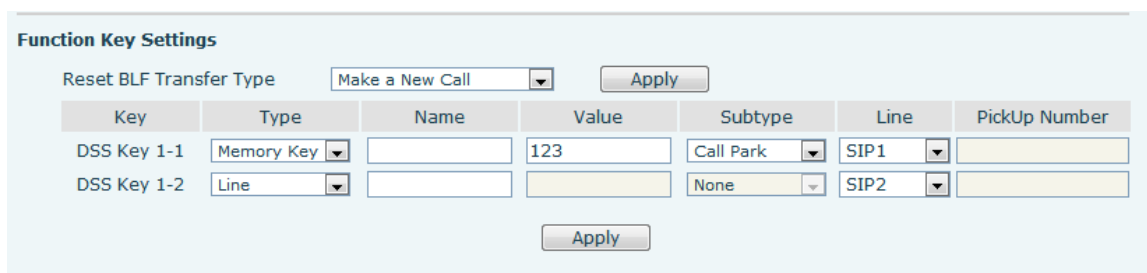 Function Key Settings
Reset BLF Transfer Type Make a New Call Apply
Key Type Name Value Subtype Line PickUp Number
DSS Key 1-1 Memory Key 123 Call Park SIP1
DSS Key 1-2 Line None SIP2
Apply